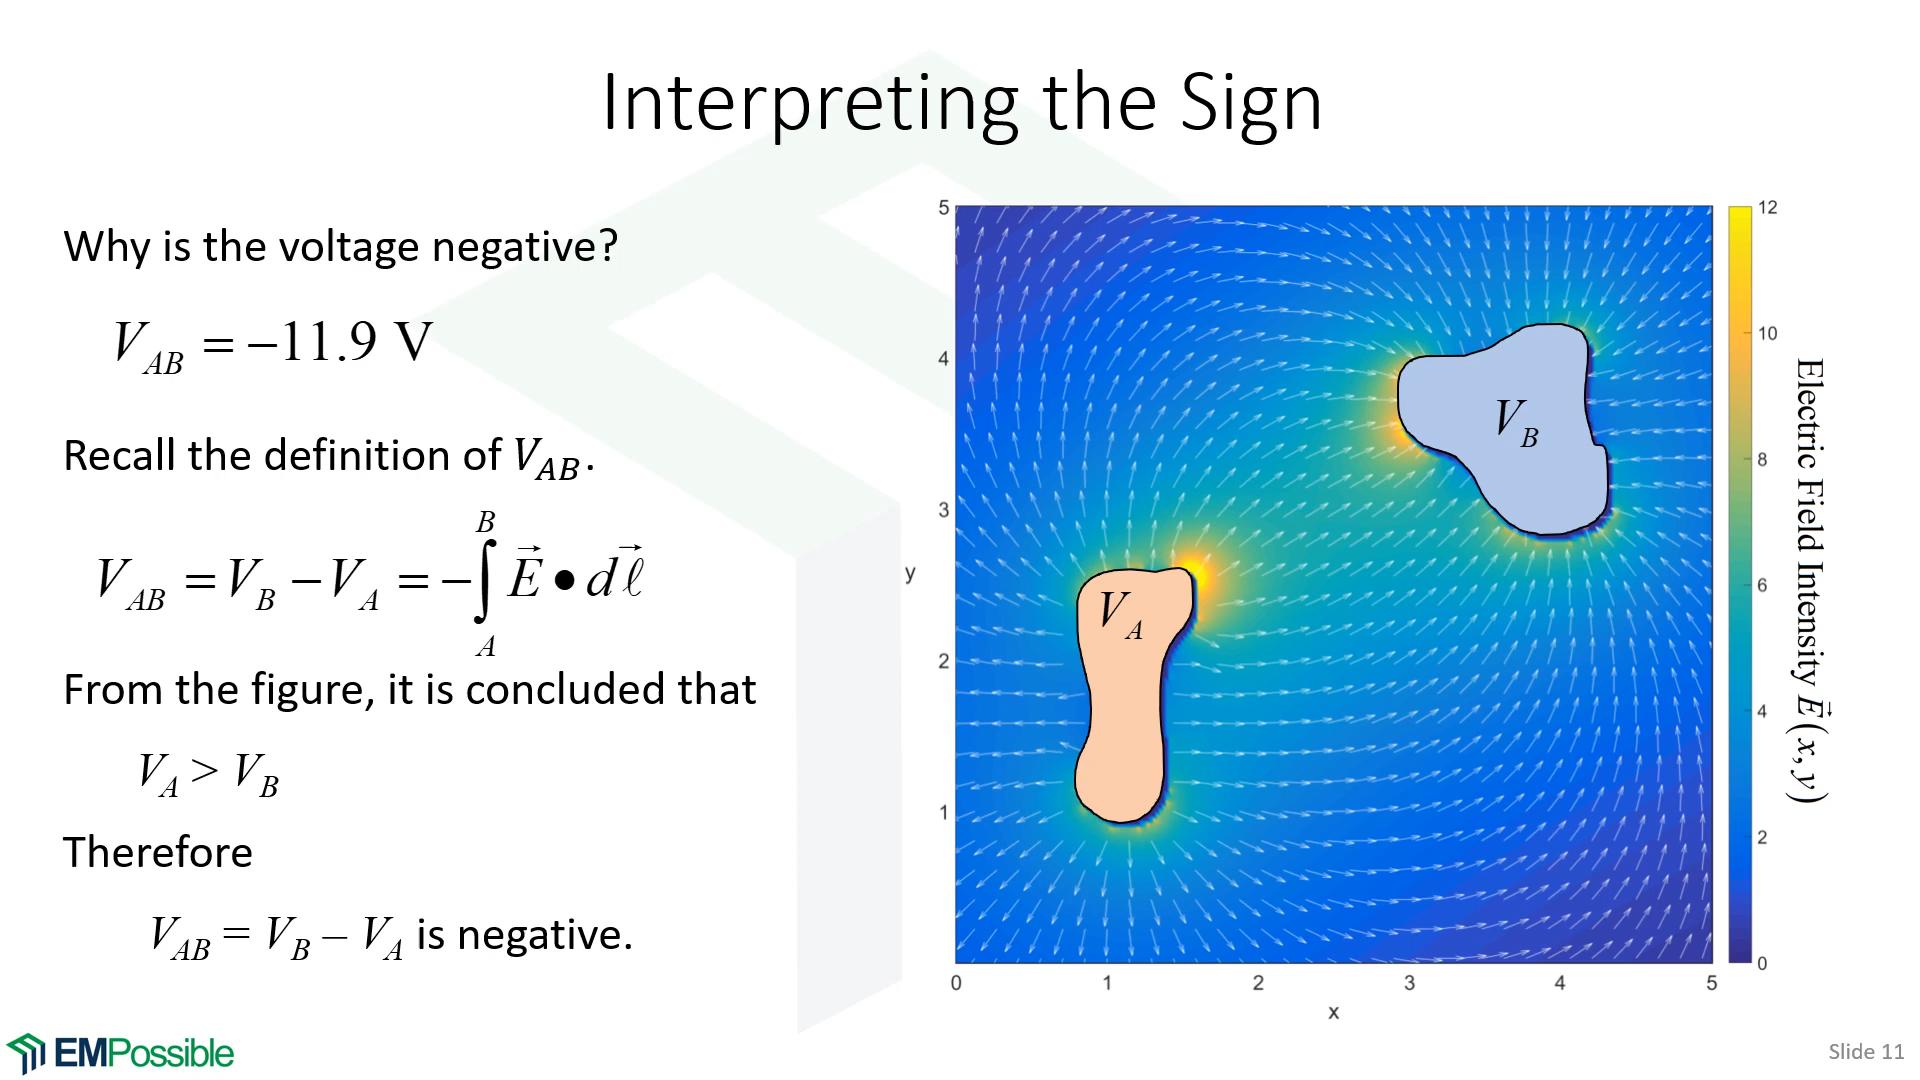 Interpreting the Sign
Why is the voltage negative?
V_AB = −11.9 V
Recall the definition of V_AB.
V_AB = V_B − V_A = −∫_A^B E⃗ • dℓ⃗
From the figure, it is concluded that
V_A > V_B
Therefore
V_AB = V_B – V_A is negative.
5
4
3
2
1
y
0 1 2 3 4 5
x
V_A
V_B
12
10
8
6
4
2
0
Electric Field Intensity E⃗(x, y)
EMPossible
Slide 11